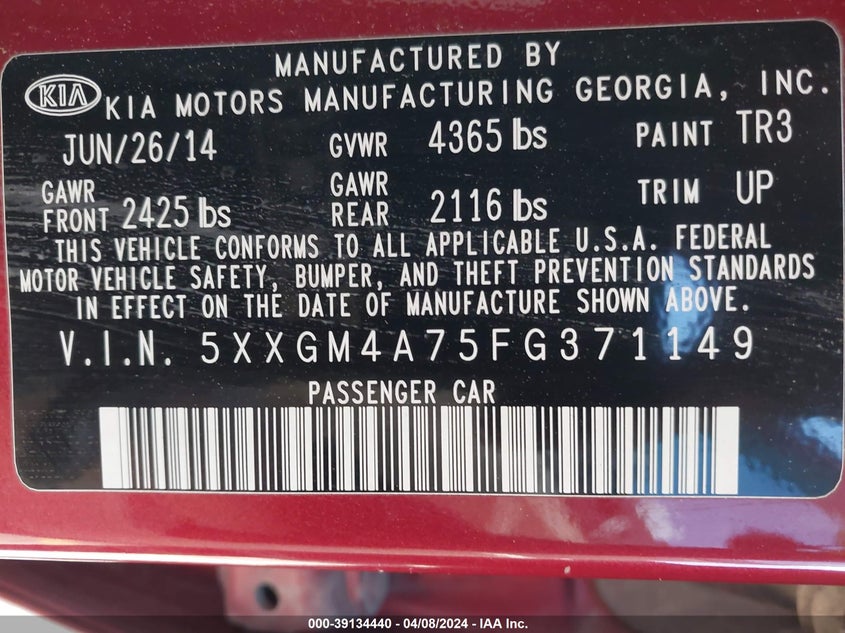 MANUFACTURED BY
KIA KIA MOTORS MANUFACTURING GEORGIA, INC.
JUN/26/14 GVWR 4365 lbs PAINT TR3
GAWR FRONT 2425 lbs GAWR REAR 2116 lbs TRIM UP
THIS VEHICLE CONFORMS TO ALL APPLICABLE U.S.A. FEDERAL
MOTOR VEHICLE SAFETY, BUMPER, AND THEFT PREVENTION STANDARDS
IN EFFECT ON THE DATE OF MANUFACTURE SHOWN ABOVE.
V.I.N. 5XXGM4A75FG371149
PASSENGER CAR
000-39134440 - 04/08/2024 - IAA Inc.